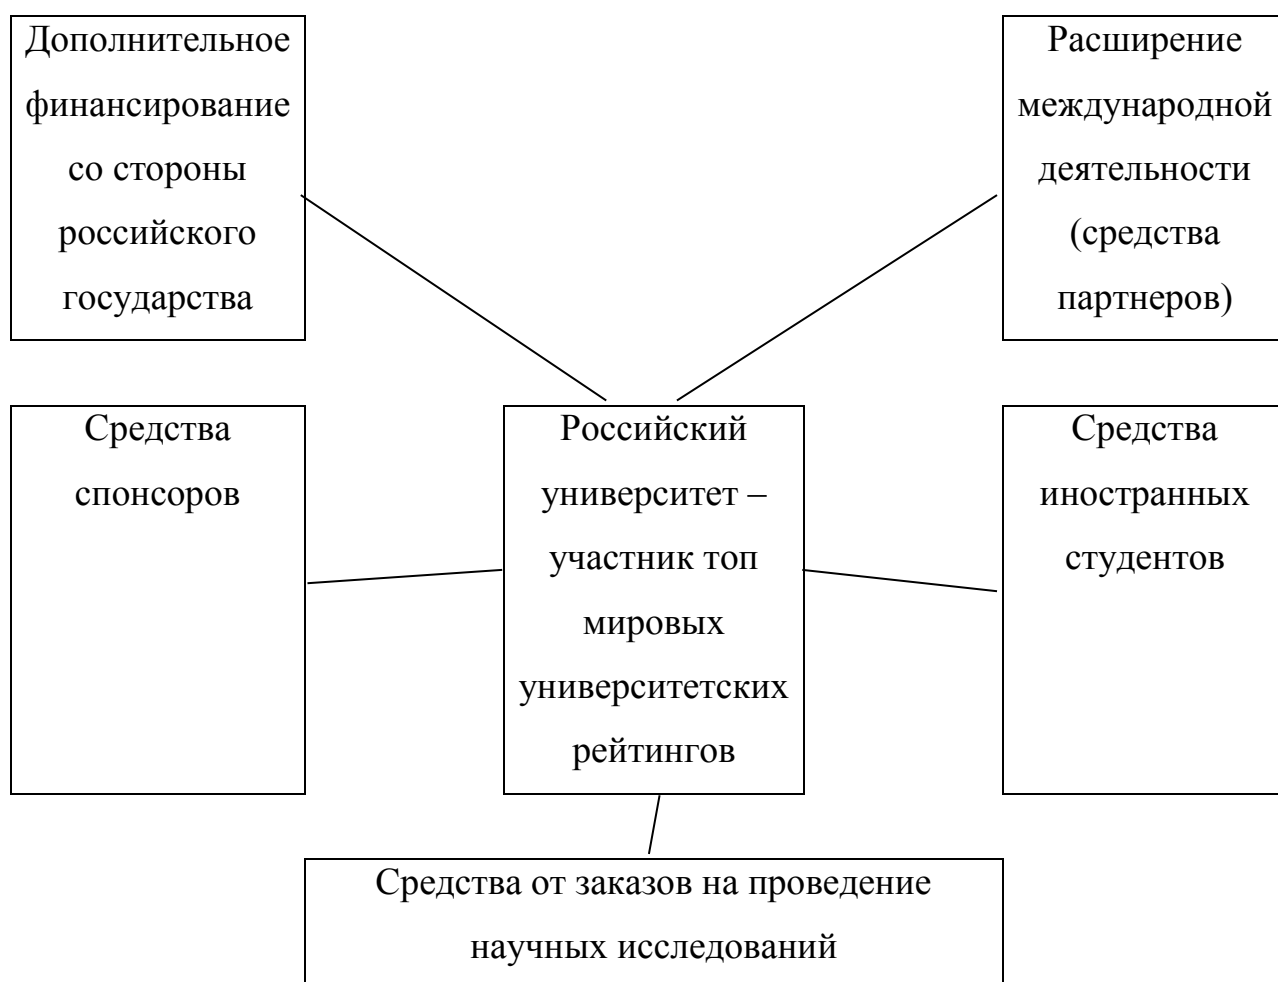 Дополнительное
финансирование
со стороны
российского
государства
Расширение
международной
деятельности
(средства
партнеров)
Средства
спонсоров
Российский
университет –
участник топ
мировых
университетских
рейтингов
Средства
иностранных
студентов
Средства от заказов на проведение
научных исследований